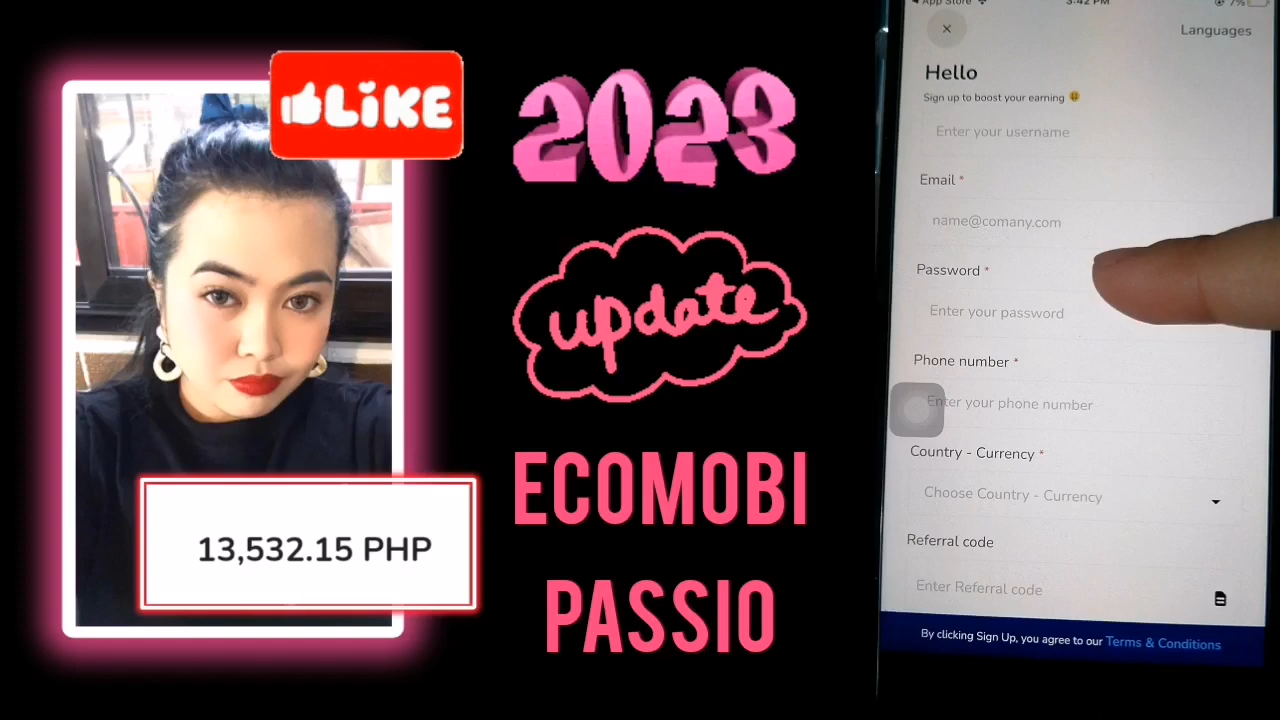 LIKE
13,532.15 PHP
2023
update
ECOMOBI
PASSIO
App Store
3:42 PM
7%
Languages
Hello
Sign up to boost your earning
Enter your username
Email *
name@comany.com
Password *
Enter your password
Phone number *
Enter your phone number
Country - Currency *
Choose Country - Currency
Referral code
Enter Referral code
By clicking Sign Up, you agree to our Terms & Conditions